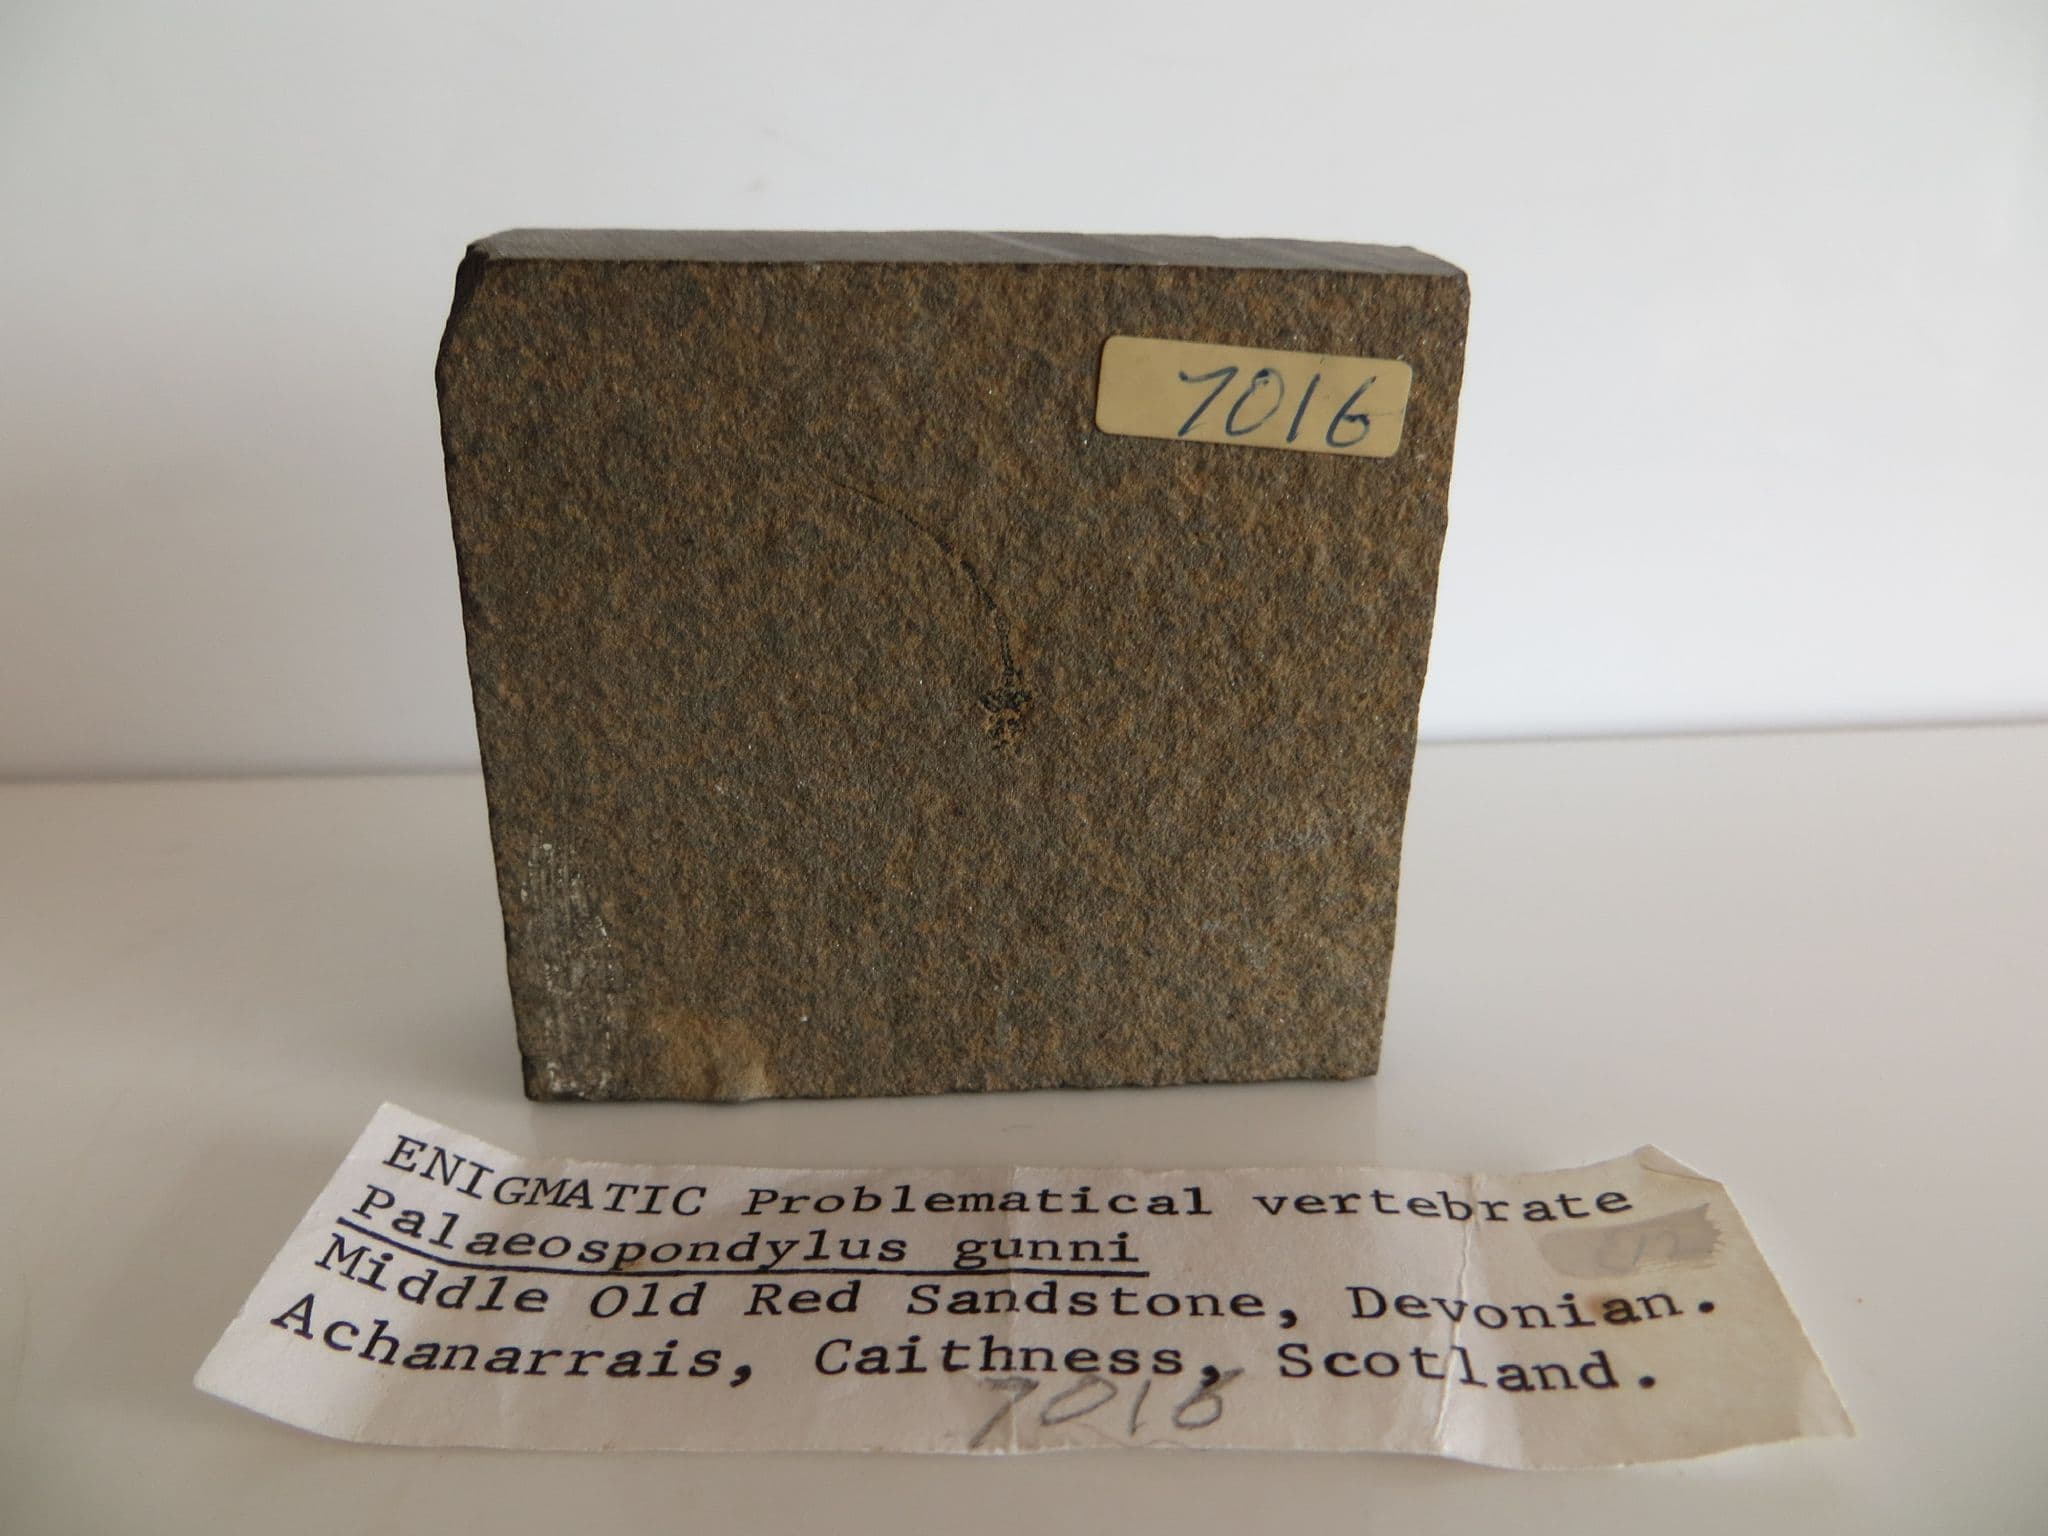 7016
ENIGMATIC Problematical vertebrate
Palaeospondylus gunni
Middle Old Red Sandstone, Devonian.
Achanarrais, Caithness, Scotland.
7016